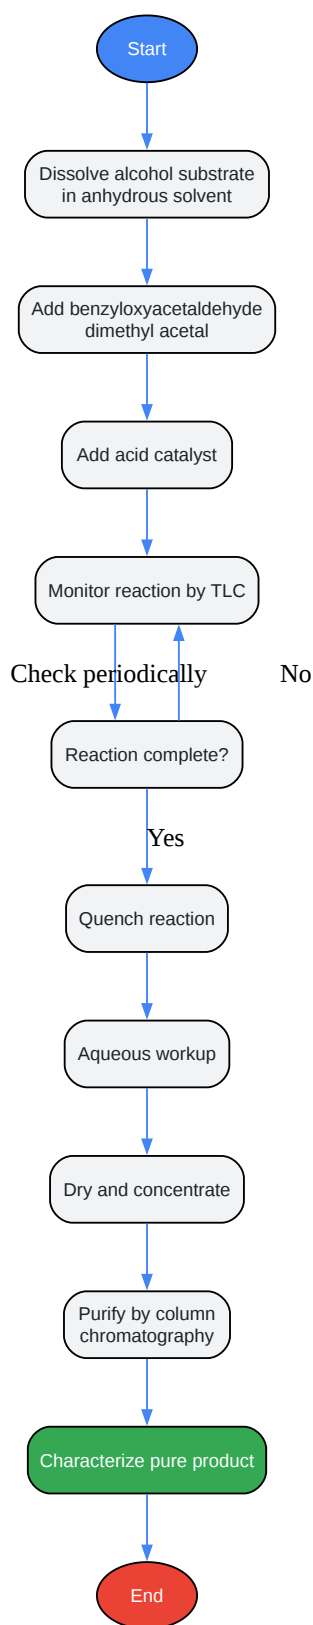 Start
Dissolve alcohol substrate
in anhydrous solvent
Add benzyloxyacetaldehyde
dimethyl acetal
Add acid catalyst
Monitor reaction by TLC
Check periodically
No
Reaction complete?
Yes
Quench reaction
Aqueous workup
Dry and concentrate
Purify by column
chromatography
Characterize pure product
End